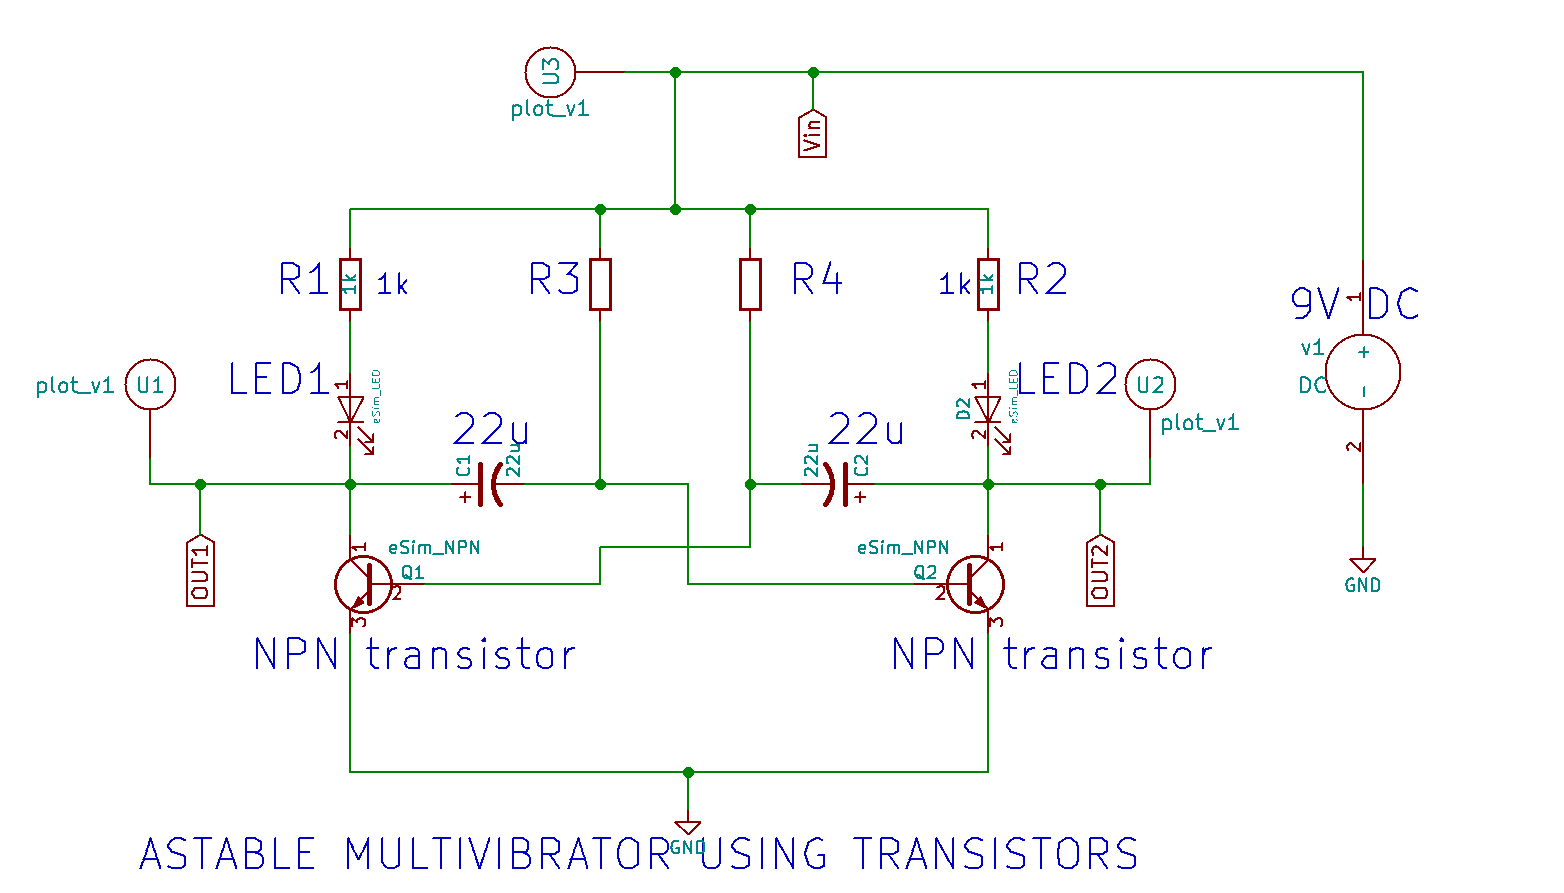 U3
plot_v1
Vin
R1
1k
1k
R3
R4
1k
1k
R2
9V DC
1
v1
+
-
DC
2
plot_v1
U1
LED1
1
2
eSim_LED
22u
C1
22u
+
22u
22u
C2
+
D2
1
2
eSim_LED
LED2
U2
plot_v1
OUT1
1
eSim_NPN
Q1
2
3
eSim_NPN
Q2
1
2
3
OUT2
GND
NPN transistor
NPN transistor
GND
ASTABLE MULTIVIBRATOR USING TRANSISTORS